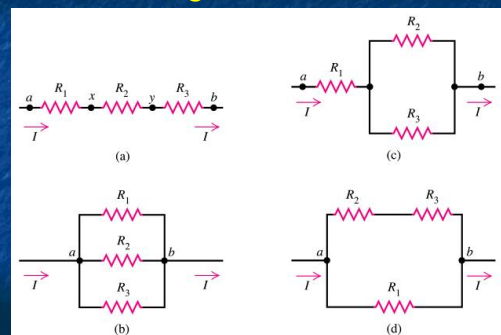 a R1 x R2 y R3 b
I I
(a)
R2
a R1 b
I R3 I
(c)
R1
a R2 b
I R3 I
(b)
R2 R3
a b
I R1 I
(d)